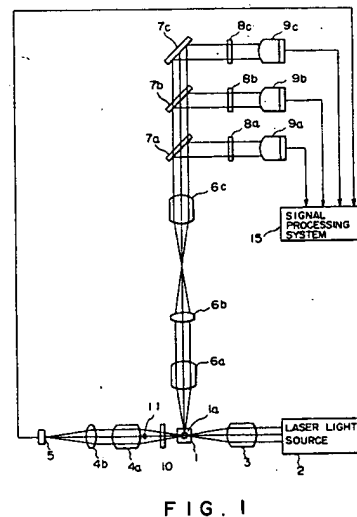 7c
8c
9c
7b
8b
9b
7a
8a
9a
6c
SIGNAL
PROCESSING
SYSTEM
15
6b
6a
11
1a
LASER LIGHT
SOURCE
5
4b
4a
10
1
3
2
FIG. 1